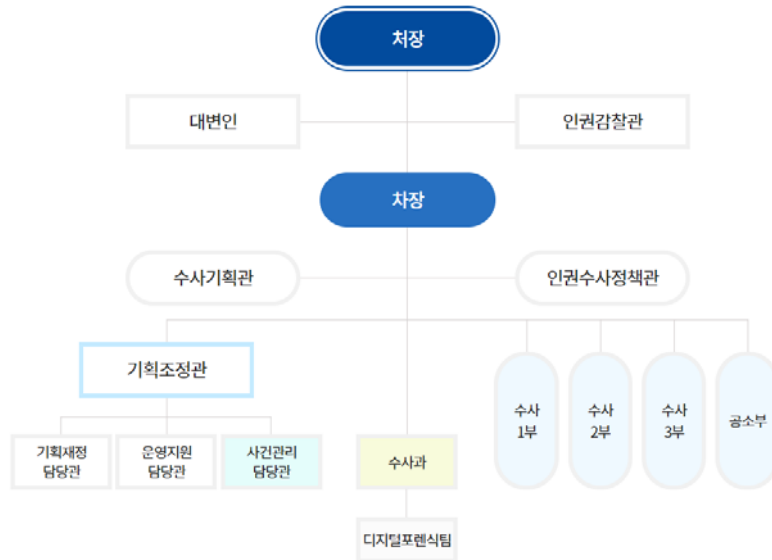 처장
대변인
인권감찰관
차장
수사기획관
인권수사정책관
기획조정관
수사
1부
수사
2부
수사
3부
공소부
기획재정
담당관
운영지원
담당관
사건관리
담당관
수사과
디지털포렌식팀